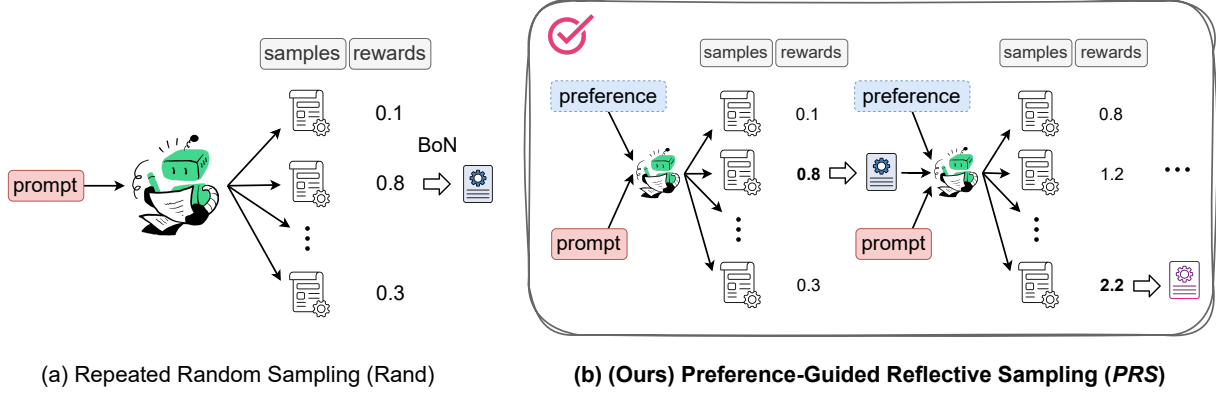 samples rewards
0.1
BoN
prompt
0.8
0.3
(a) Repeated Random Sampling (Rand)
samples rewards
samples rewards
preference
preference
0.1
0.8
0.8
1.2
prompt
prompt
0.3
2.2
(b) (Ours) Preference-Guided Reflective Sampling (PRS)